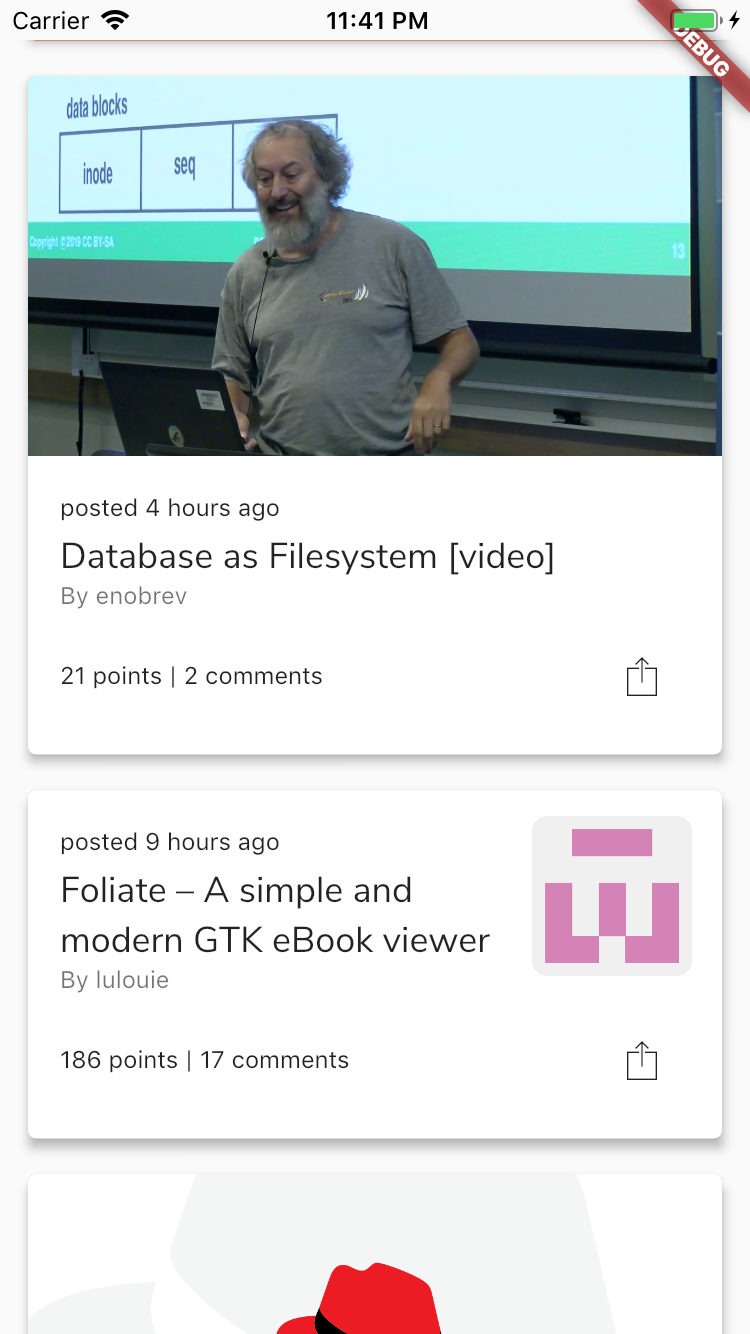 Carrier
11:41 PM
DEBUG
data blocks
inode
seq
Copyright ©2019 CC BY-SA
13
posted 4 hours ago
Database as Filesystem [video]
By enobrev
21 points | 2 comments
posted 9 hours ago
Foliate – A simple and
modern GTK eBook viewer
By lulouie
186 points | 17 comments